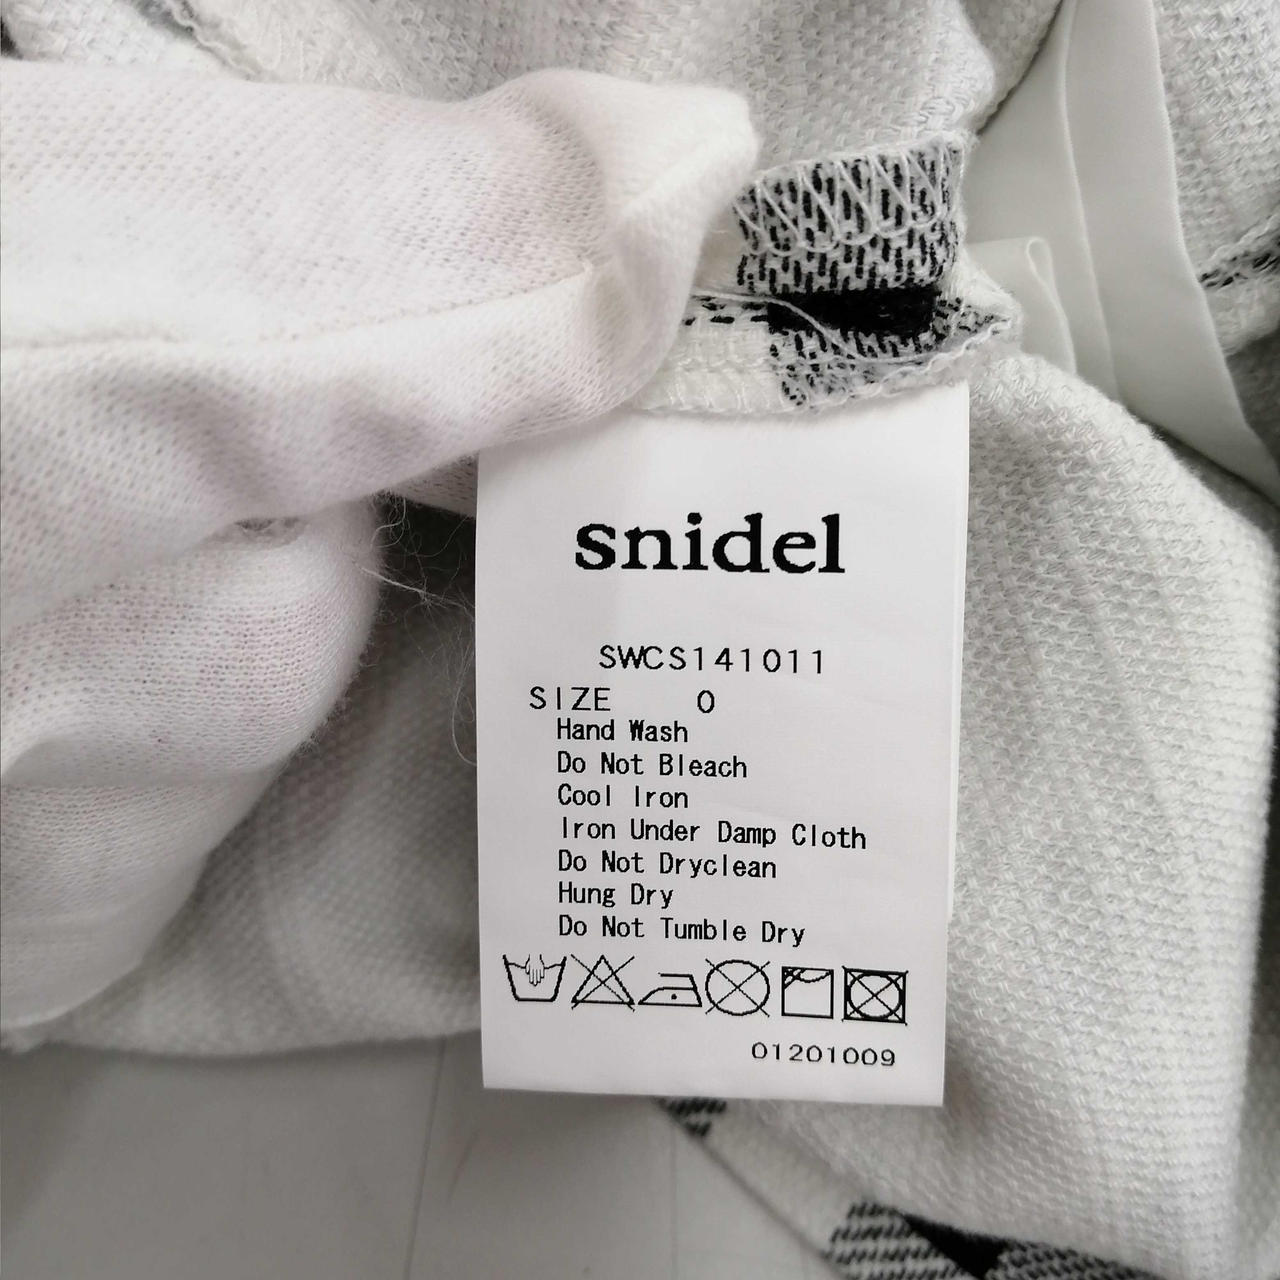 snidel
SWCS141011
SIZE 0
Hand Wash
Do Not Bleach
Cool Iron
Iron Under Damp Cloth
Do Not Dryclean
Hung Dry
Do Not Tumble Dry
01201009